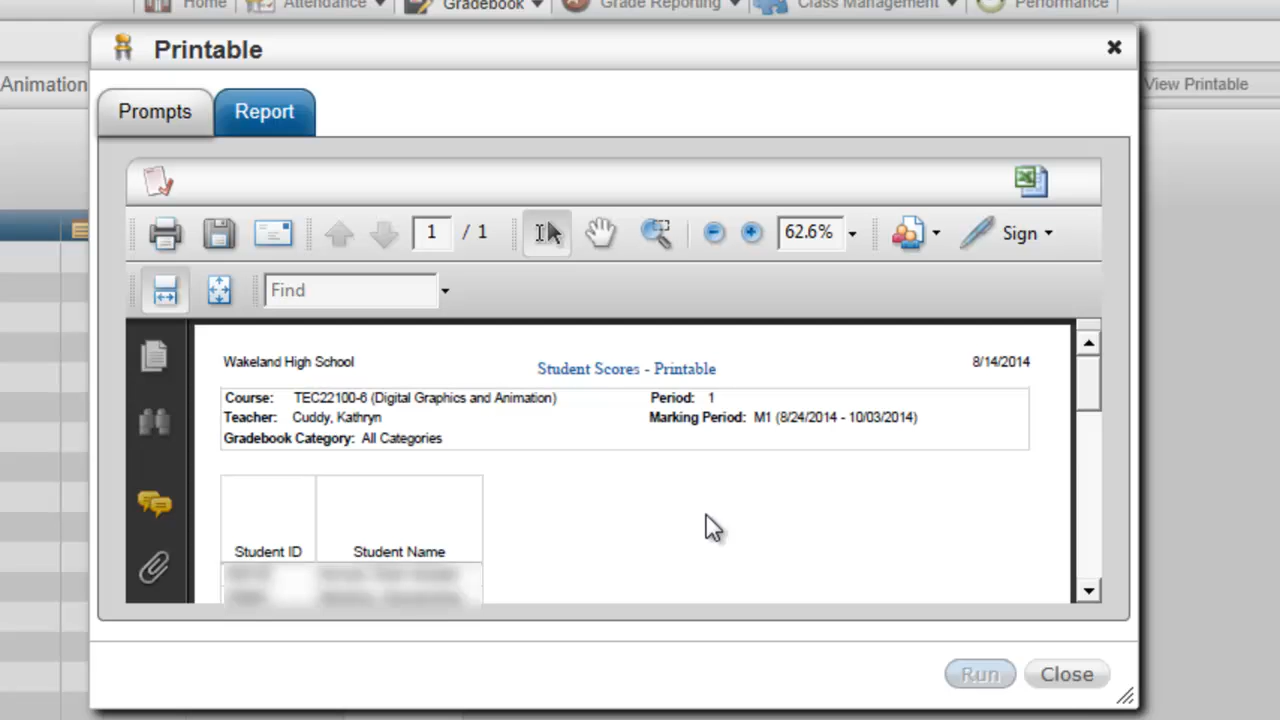 Home Attendance Gradebook Grade Reporting Class Management Performance
Printable
Animation
View Printable
Prompts Report
1 / 1 62.6% Sign
Find
Wakeland High School
Student Scores - Printable
8/14/2014
Course: TEC22100-6 (Digital Graphics and Animation) Period: 1
Teacher: Cuddy, Kathryn Marking Period: M1 (8/24/2014 - 10/03/2014)
Gradebook Category: All Categories
Student ID Student Name
Run Close